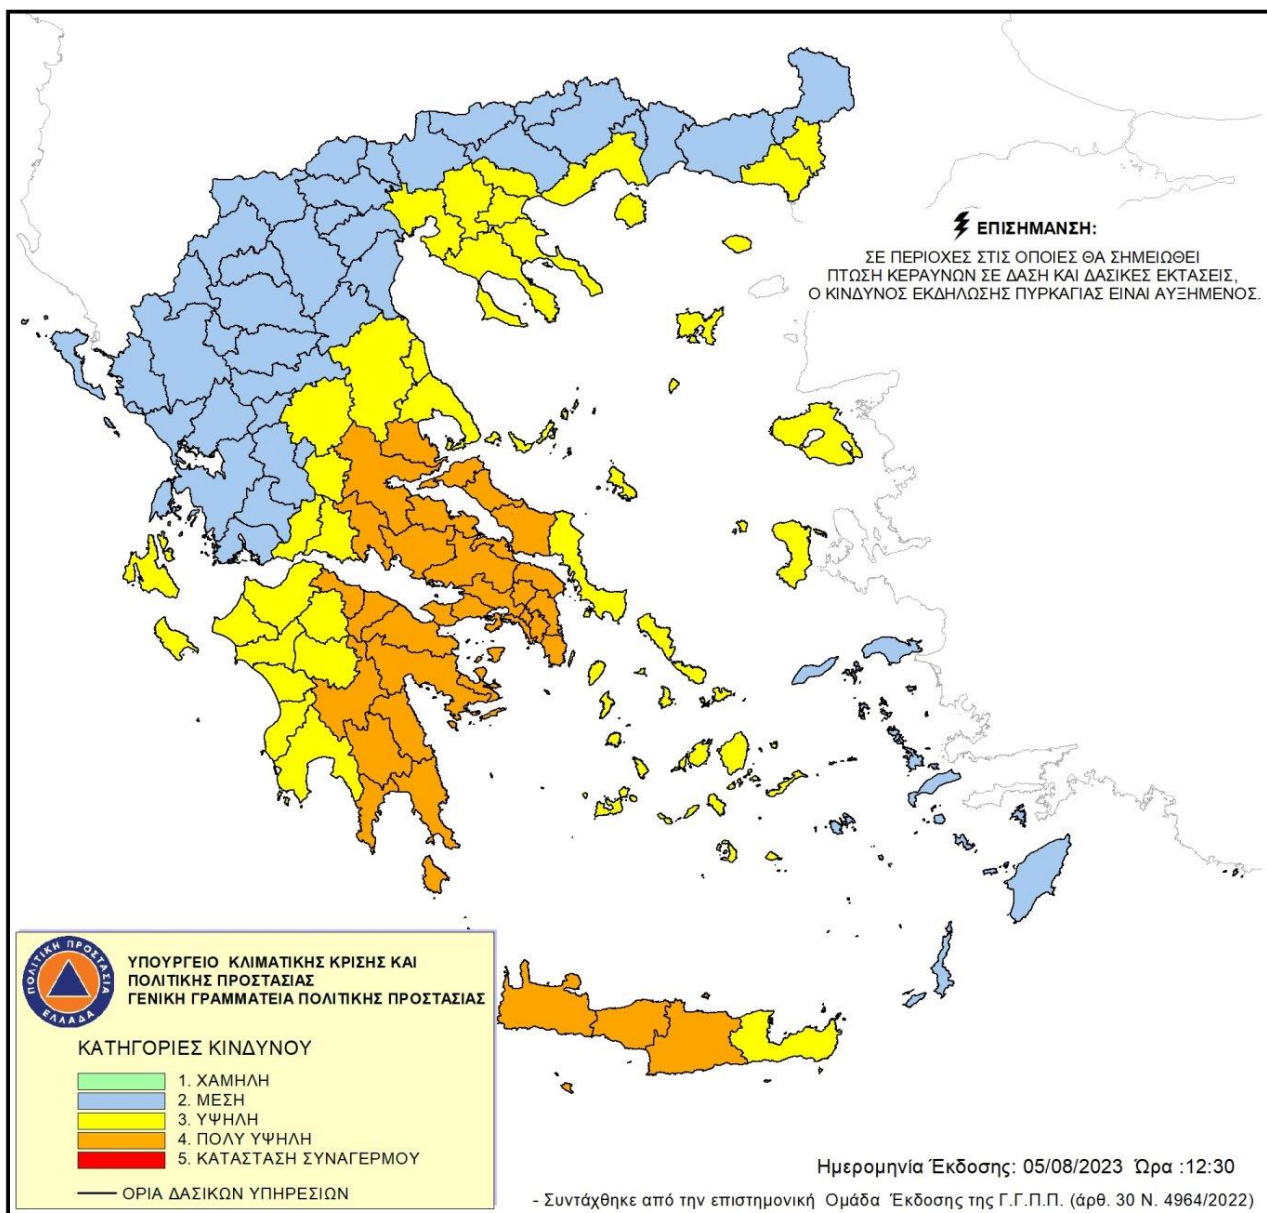 ΕΠΙΣΗΜΑΝΣΗ:
ΣΕ ΠΕΡΙΟΧΕΣ ΣΤΙΣ ΟΠΟΙΕΣ ΘΑ ΣΗΜΕΙΩΘΕΙ
ΠΤΩΣΗ ΚΕΡΑΥΝΩΝ ΣΕ ΔΑΣΗ ΚΑΙ ΔΑΣΙΚΕΣ ΕΚΤΑΣΕΙΣ,
Ο ΚΙΝΔΥΝΟΣ ΕΚΔΗΛΩΣΗΣ ΠΥΡΚΑΓΙΑΣ ΕΙΝΑΙ ΑΥΞΗΜΕΝΟΣ.
ΠΟΛΙΤΙΚΗ ΠΡΟΣΤΑΣΙΑ
ΕΛΛΑΔΑ
ΥΠΟΥΡΓΕΙΟ ΚΛΙΜΑΤΙΚΗΣ ΚΡΙΣΗΣ ΚΑΙ
ΠΟΛΙΤΙΚΗΣ ΠΡΟΣΤΑΣΙΑΣ
ΓΕΝΙΚΗ ΓΡΑΜΜΑΤΕΙΑ ΠΟΛΙΤΙΚΗΣ ΠΡΟΣΤΑΣΙΑΣ
ΚΑΤΗΓΟΡΙΕΣ ΚΙΝΔΥΝΟΥ
1. ΧΑΜΗΛΗ
2. ΜΕΣΗ
3. ΥΨΗΛΗ
4. ΠΟΛΥ ΥΨΗΛΗ
5. ΚΑΤΑΣΤΑΣΗ ΣΥΝΑΓΕΡΜΟΥ
ΟΡΙΑ ΔΑΣΙΚΩΝ ΥΠΗΡΕΣΙΩΝ
Ημερομηνία Έκδοσης: 05/08/2023 Ώρα :12:30
- Συντάχθηκε από την επιστημονική Ομάδα Έκδοσης της Γ.Γ.Π.Π. (άρθ. 30 Ν. 4964/2022)